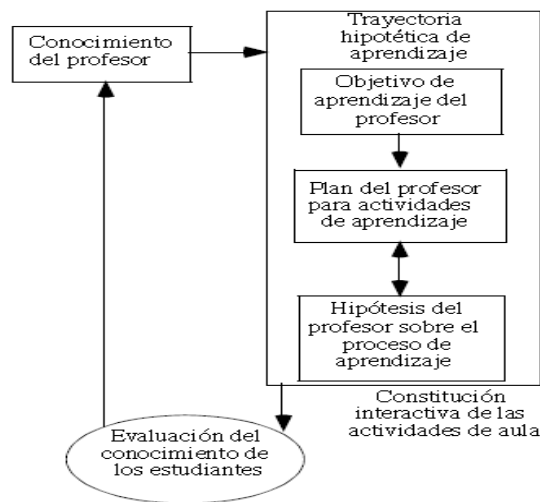 Conocimiento
del profesor
Trayectoria
hipotética de
aprendizaje
Objetivo de
aprendizaje del
profesor
Plan del profesor
para actividades
de aprendizaje
Hipótesis del
profesor sobre el
proceso de
aprendizaje
Constitución
interactiva de las
actividades de aula
Evaluación del
conocimiento de
los estudiantes